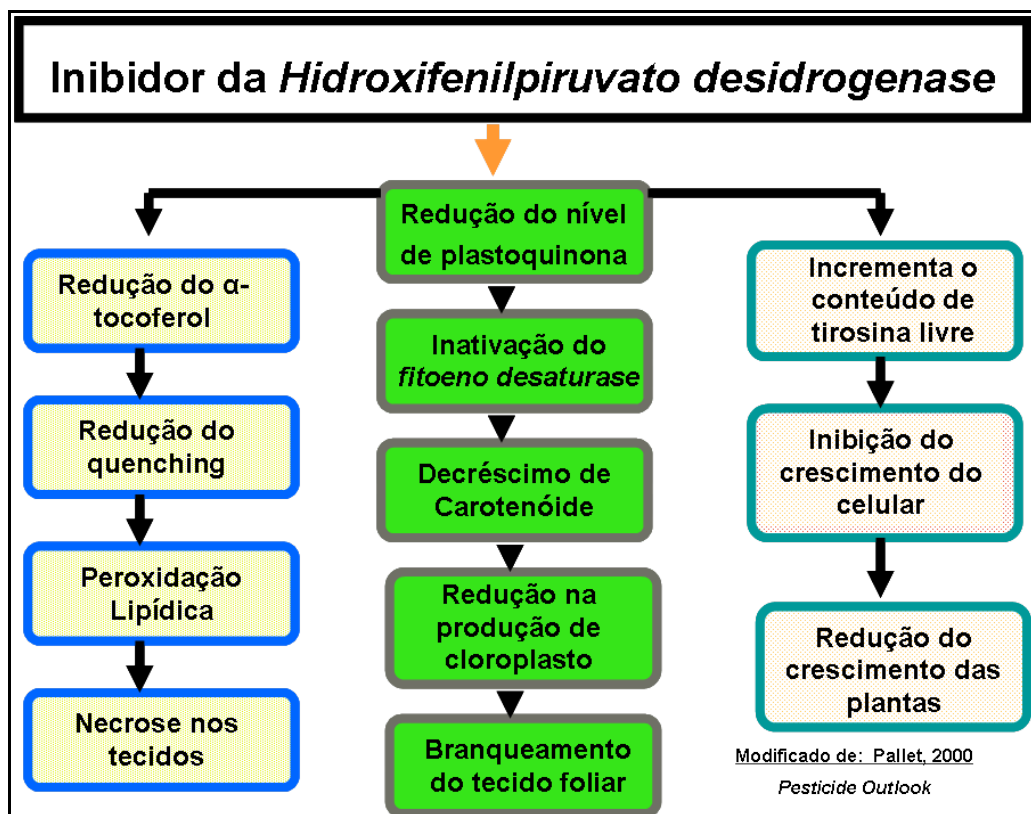 Inibidor da Hidroxifenilpiruvato desidrogenase
Redução do α-
tocoferol
Redução do
quenching
Peroxidação
Lipídica
Necrose nos
tecidos
Redução do nível
de plastoquinona
Inativação do
fitoeno desaturase
Decréscimo de
Carotenóide
Redução na
produção de
cloroplasto
Branqueamento
do tecido foliar
Incrementa o
conteúdo de
tirosina livre
Inibição do
crescimento do
celular
Redução do
crescimento das
plantas
Modificado de: Pallet, 2000
Pesticide Outlook